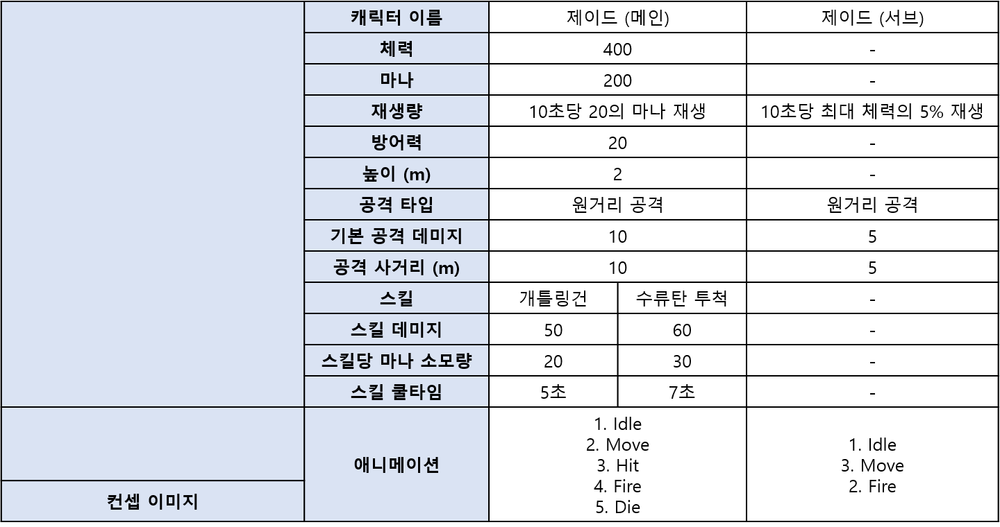 캐릭터 이름 제이드 (메인) 제이드 (서브)
체력 400 -
마나 200 -
재생량 10초당 20의 마나 재생 10초당 최대 체력의 5% 재생
방어력 20 -
높이 (m) 2 -
공격 타입 원거리 공격 원거리 공격
기본 공격 데미지 10 5
공격 사거리 (m) 10 5
스킬 개틀링건 수류탄 투척 -
스킬 데미지 50 60 -
스킬당 마나 소모량 20 30 -
스킬 쿨타임 5초 7초 -
컨셉 이미지
애니메이션
1. Idle
2. Move
3. Hit
4. Fire
5. Die
1. Idle
3. Move
2. Fire